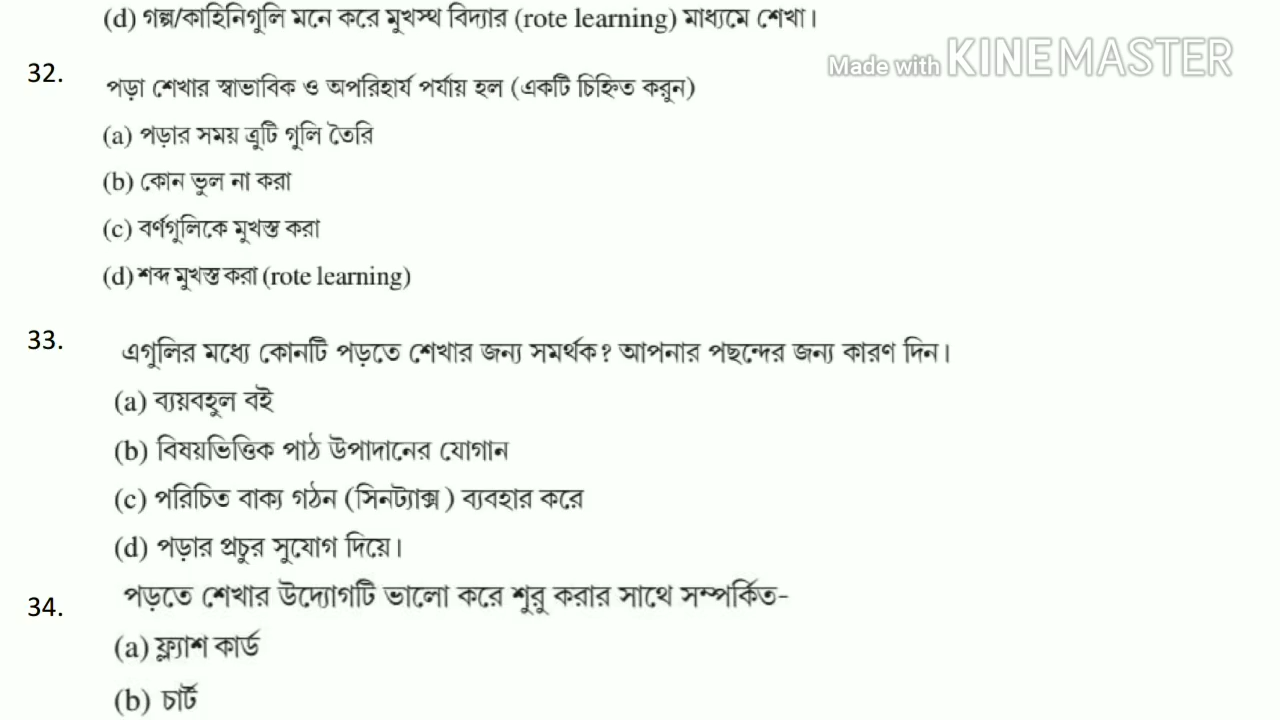 (d) গল্প/কাহিনিগুলি মনে করে মুখস্থ বিদ্যার (rote learning) মাধ্যমে শেখা।
Made with KINEMASTER
32.
পড়া শেখার স্বাভাবিক ও অপরিহার্য পর্যায় হল (একটি চিহ্নিত করুন)
(a) পড়ার সময় ত্রুটি গুলি তৈরি
(b) কোন ভুল না করা
(c) বর্ণগুলিকে মুখস্ত করা
(d) শব্দ মুখস্ত করা (rote learning)
33.
এগুলির মধ্যে কোনটি পড়তে শেখার জন্য সমর্থক? আপনার পছন্দের জন্য কারণ দিন।
(a) ব্যয়বহুল বই
(b) বিষয়ভিত্তিক পাঠ উপাদানের যোগান
(c) পরিচিত বাক্য গঠন (সিনট্যাক্স) ব্যবহার করে
(d) পড়ার প্রচুর সুযোগ দিয়ে।
34.
পড়তে শেখার উদ্যোগটি ভালো করে শুরু করার সাথে সম্পর্কিত-
(a) ফ্ল্যাশ কার্ড
(b) চার্ট